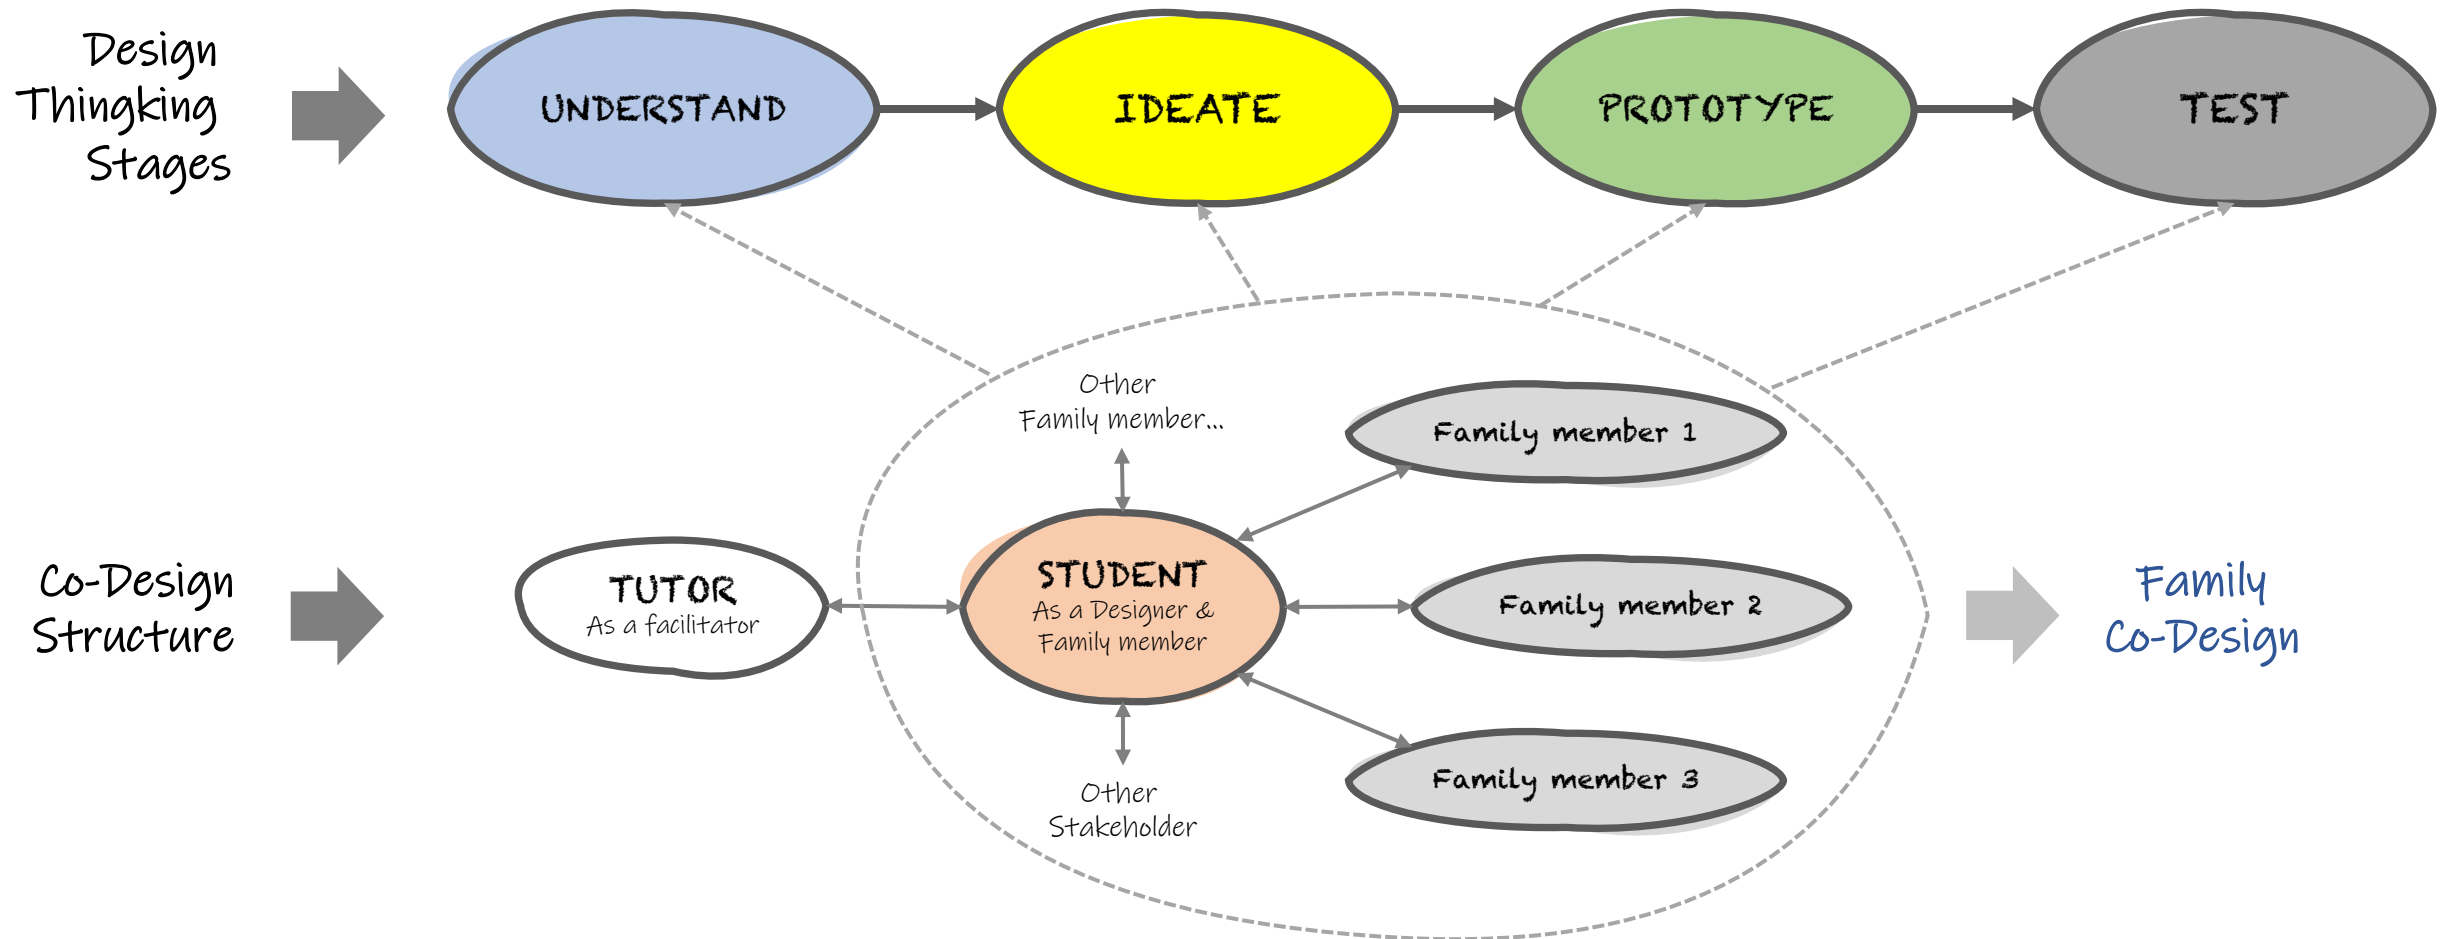 Design
Thingking
Stages
UNDERSTAND
IDEATE
PROTOTYPE
TEST
Other
Family member...
Family member 1
Co-Design
Structure
TUTOR
As a facilitator
STUDENT
As a Designer &
Family member
Family member 2
Family
Co-Design
Family member 3
Other
Stakeholder